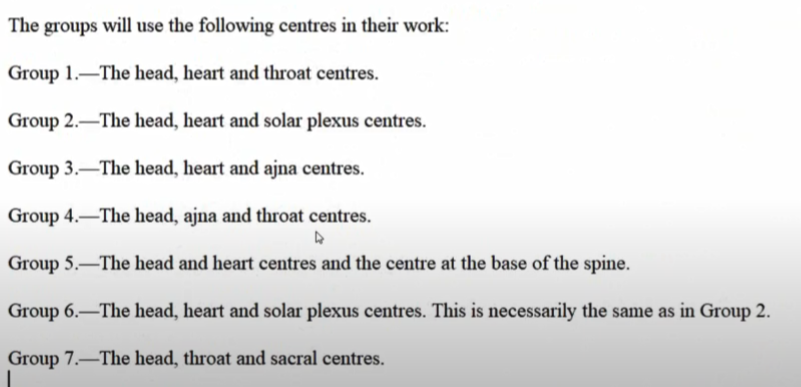 The groups will use the following centres in their work:
Group 1.—The head, heart and throat centres.
Group 2.—The head, heart and solar plexus centres.
Group 3.—The head, heart and ajna centres.
Group 4.—The head, ajna and throat centres.
Group 5.—The head and heart centres and the centre at the base of the spine.
Group 6.—The head, heart and solar plexus centres. This is necessarily the same as in Group 2.
Group 7.—The head, throat and sacral centres.